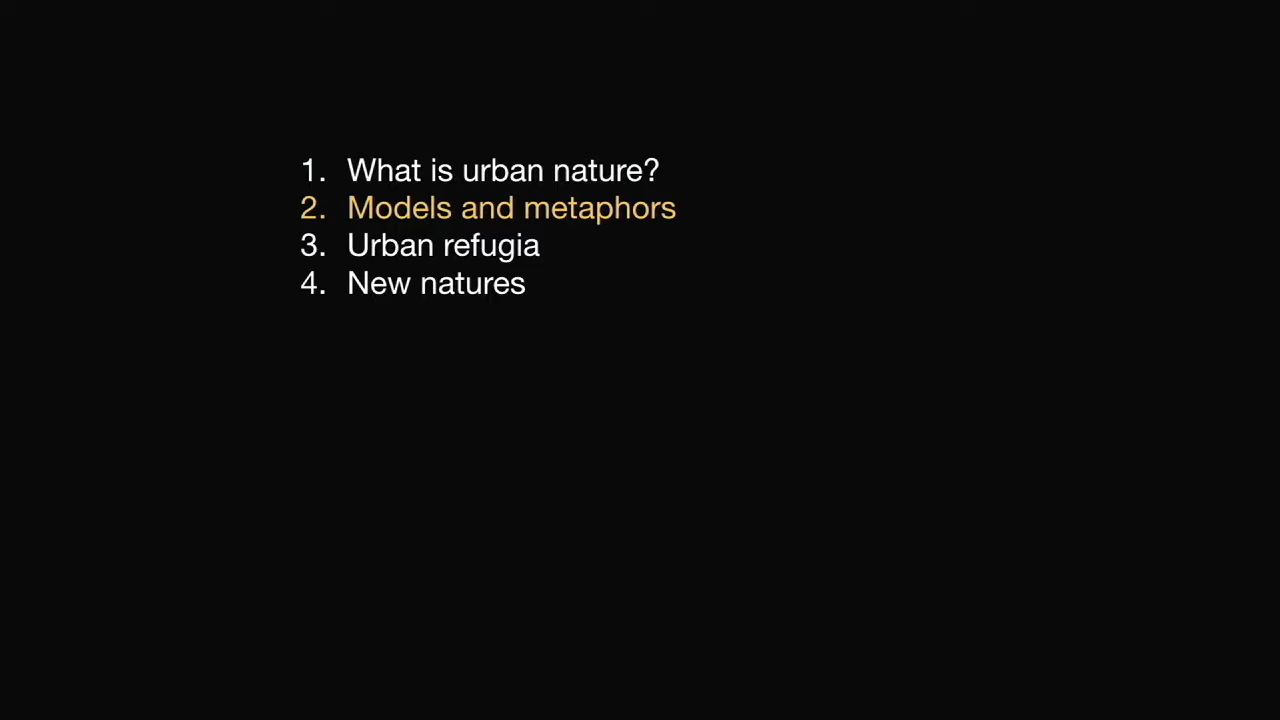 1. What is urban nature?
2. Models and metaphors
3. Urban refugia
4. New natures